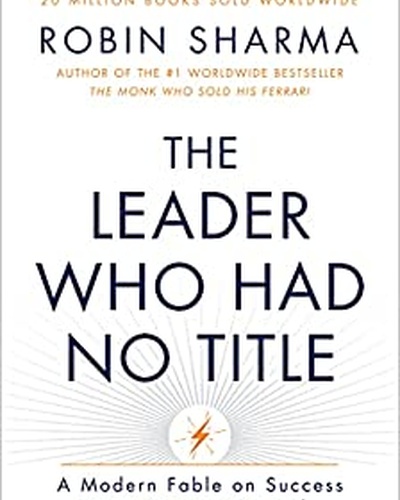 20 MILLION BOOKS SOLD WORLDWIDE
ROBIN SHARMA
AUTHOR OF THE #1 WORLDWIDE BESTSELLER
THE MONK WHO SOLD HIS FERRARI
THE
LEADER
WHO HAD
NO TITLE
A Modern Fable on Success